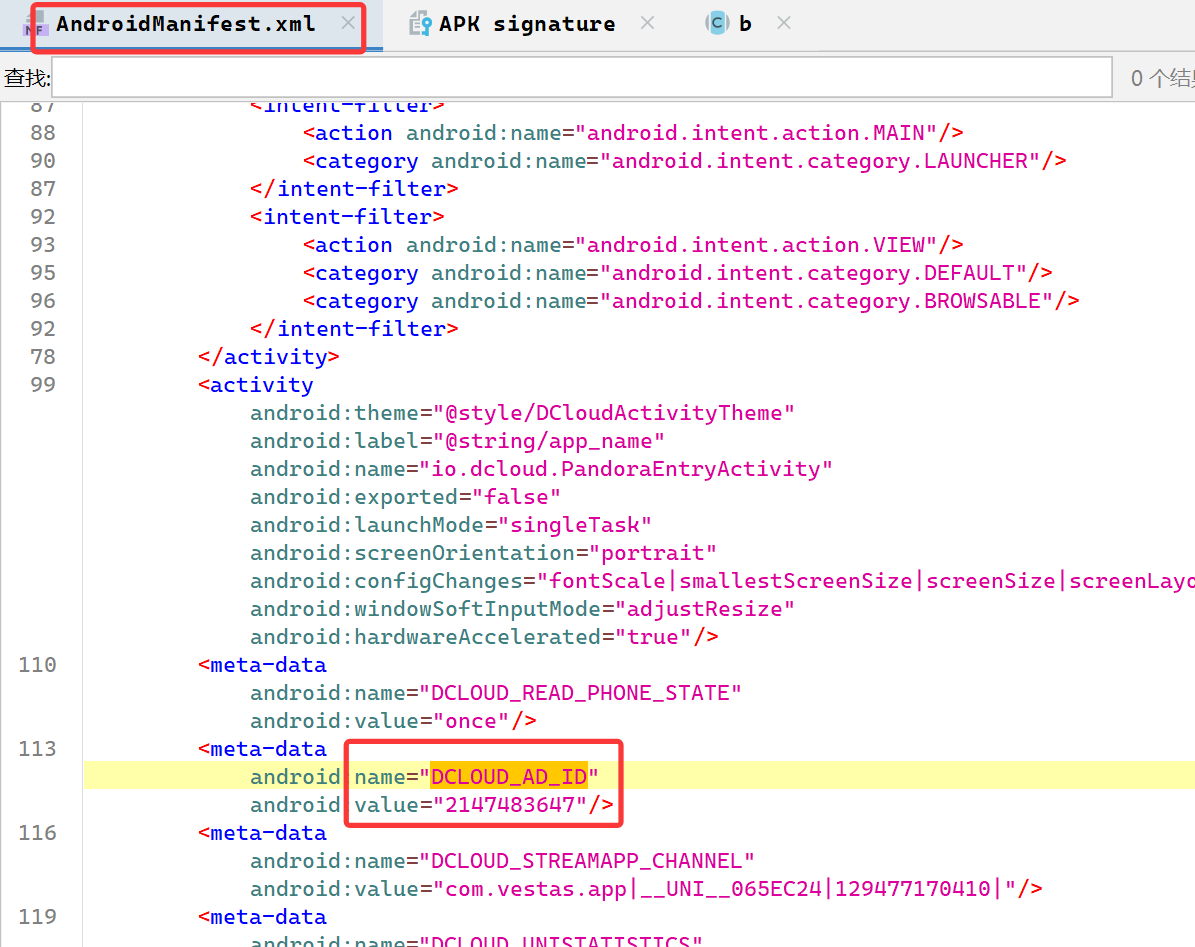 AndroidManifest.xml APK signature b
查找: 0 个结
87 <intent-filter>
88 <action android:name="android.intent.action.MAIN"/>
90 <category android:name="android.intent.category.LAUNCHER"/>
87 </intent-filter>
92 <intent-filter>
93 <action android:name="android.intent.action.VIEW"/>
95 <category android:name="android.intent.category.DEFAULT"/>
96 <category android:name="android.intent.category.BROWSABLE"/>
92 </intent-filter>
78 </activity>
99 <activity
android:theme="@style/DCloudActivityTheme"
android:label="@string/app_name"
android:name="io.dcloud.PandoraEntryActivity"
android:exported="false"
android:launchMode="singleTask"
android:screenOrientation="portrait"
android:configChanges="fontScale|smallestScreenSize|screenSize|screenLayo
android:windowSoftInputMode="adjustResize"
android:hardwareAccelerated="true"/>
110 <meta-data
android:name="DCLOUD_READ_PHONE_STATE"
android:value="once"/>
113 <meta-data
android:name="DCLOUD_AD_ID"
android:value="2147483647"/>
116 <meta-data
android:name="DCLOUD_STREAMAPP_CHANNEL"
android:value="com.vestas.app|__UNI__065EC24|129477170410|"/>
119 <meta-data
android:name="DCLOUD_UNISTATISTICS"